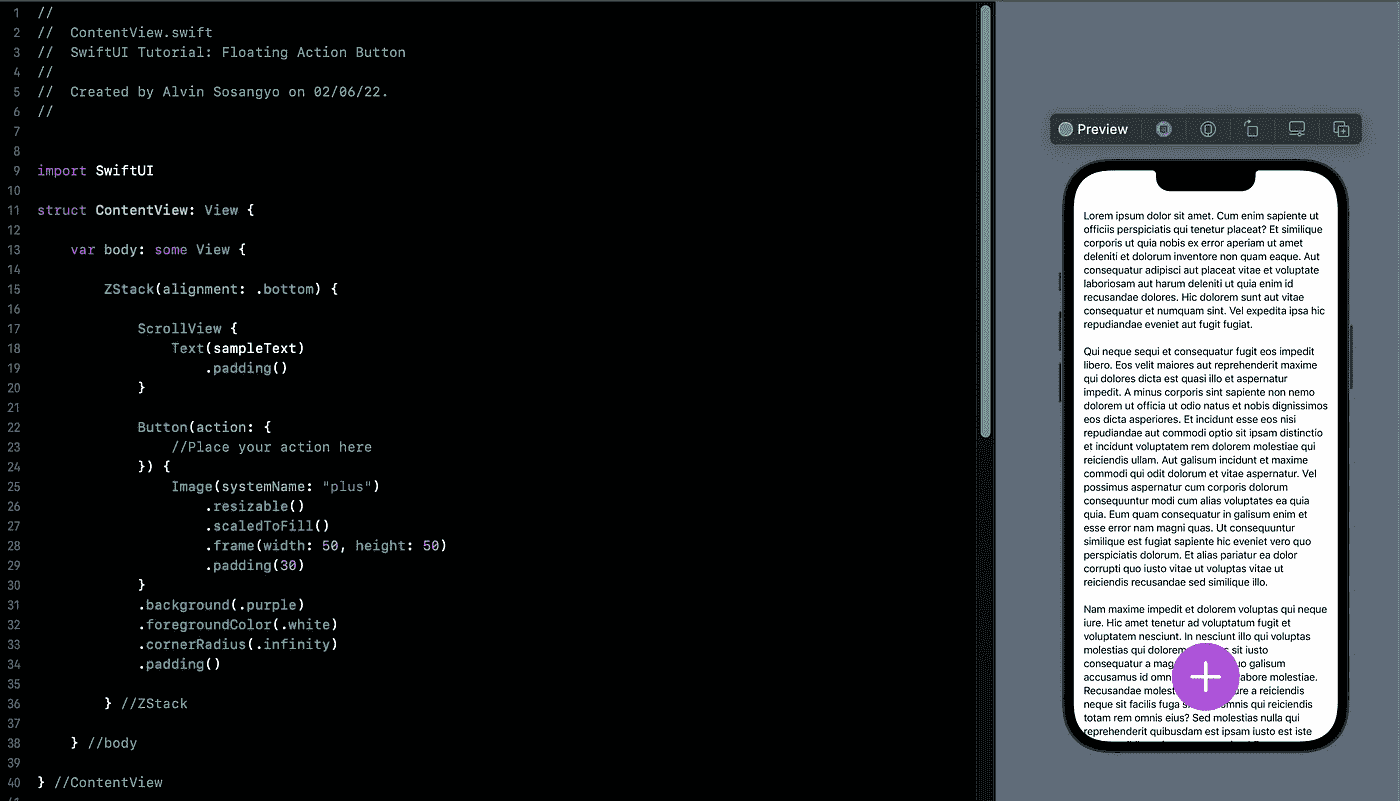 1 //
2 //  ContentView.swift
3 //  SwiftUI Tutorial: Floating Action Button
4 //
5 //  Created by Alvin Sosangyo on 02/06/22.
6 //
7
8
9 import SwiftUI
10
11 struct ContentView: View {
12
13     var body: some View {
14
15         ZStack(alignment: .bottom) {
16
17             ScrollView {
18                 Text(sampleText)
19                     .padding()
20             }
21
22             Button(action: {
23                 //Place your action here
24             }) {
25                 Image(systemName: "plus")
26                     .resizable()
27                     .scaledToFill()
28                     .frame(width: 50, height: 50)
29                     .padding(30)
30             }
31             .background(.purple)
32             .foregroundColor(.white)
33             .cornerRadius(.infinity)
34             .padding()
35
36         } //ZStack
37
38     } //body
39
40 } //ContentView
Preview
Lorem ipsum dolor sit amet. Cum enim sapiente ut
officiis perspiciatis qui tenetur placeat? Et similique
corporis ut quia nobis ex error aperiam ut amet
deleniti et dolorum inventore non quam eaque. Aut
consequatur adipisci aut placeat vitae et voluptate
laboriosam aut harum deleniti ut quia enim id
recusandae dolores. Hic dolorem sunt aut vitae
consequatur et numquam sint. Vel expedita ipsa hic
repudiandae eveniet aut fugit fugiat.
Qui neque sequi et consequatur fugit eos impedit
libero. Eos velit maiores aut reprehenderit maxime
qui dolores dicta est quasi illo et aspernatur
impedit. A minus corporis sint sapiente non nemo
dolorem ut officia ut odio natus et nobis dignissimos
eos dicta asperiores. Et incidunt esse eos nisi
repudiandae aut commodi optio sit ipsam distinctio
et incidunt voluptatem rem dolorem molestiae qui
reiciendis ullam. Aut galisum incidunt et maxime
commodi qui odit dolorum et vitae aspernatur. Vel
possimus aspernatur cum corporis dolorum
consequuntur modi cum alias voluptates ea quia
quia. Eum quam consequatur in galisum enim et
esse error nam magni quas. Ut consequuntur
similique est fugiat sapiente hic eveniet vero quo
perspiciatis dolorum. Et alias pariatur ea dolor
corrupti quo iusto vitae ut voluptas vitae ut
reiciendis recusandae sed similique illo.
Nam maxime impedit et dolorem voluptas qui neque
iure. Hic amet tenetur ad voluptatum fugit et
voluptatem nesciunt. In nesciunt illo qui voluptas
molestias qui dolorem sit iusto
consequatur a galisum
accusamus id molestiae.
Recusandae a reiciendis
neque sit facilis fuga qui reiciendis
totam rem omnis eius? Sed molestias nulla qui
reprehenderit quibusdam est ipsam iusto est iste